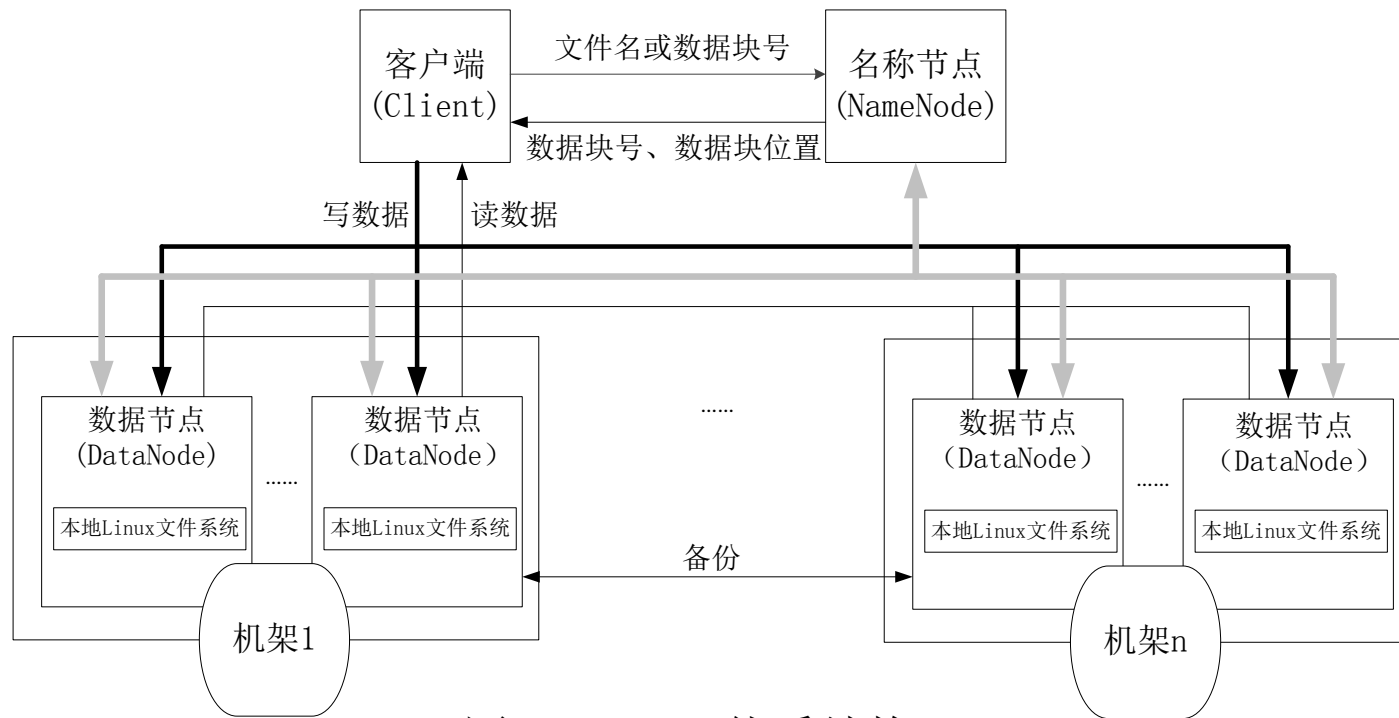 客户端
(Client)
文件名或数据块号
名称节点
(NameNode)
数据块号、数据块位置
写数据
读数据
数据节点
(DataNode)
……
数据节点
（DataNode）
……
数据节点
（DataNode）
……
数据节点
（DataNode）
本地Linux文件系统
本地Linux文件系统
本地Linux文件系统
本地Linux文件系统
备份
机架1
机架n